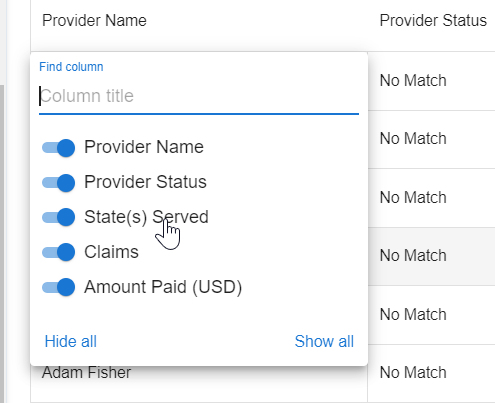 Provider Name Provider Status
Find column
Column title
No Match
Provider Name
No Match
Provider Status
No Match
State(s) Served
Claims
No Match
Amount Paid (USD)
No Match
Hide all Show all
Adam Fisher No Match